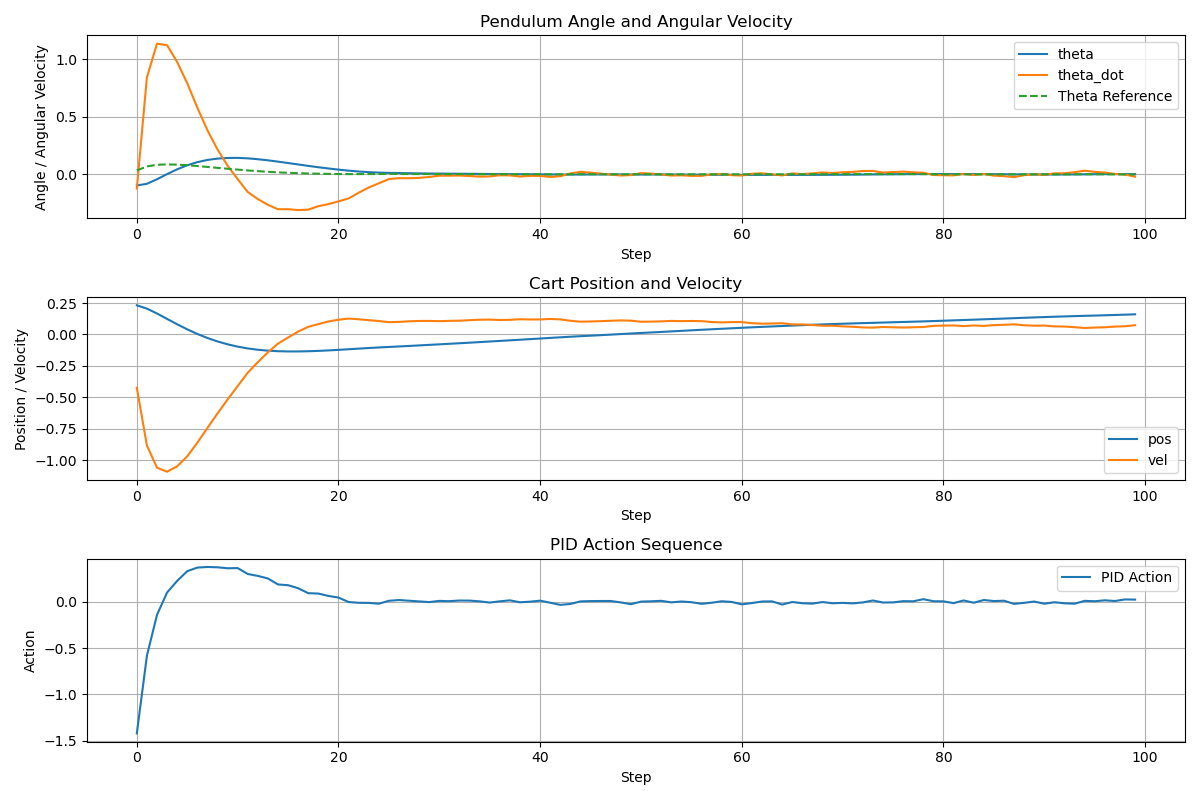 Pendulum Angle and Angular Velocity
Angle / Angular Velocity
1.0
0.5
0.0
theta
theta_dot
Theta Reference
0 20 40 60 80 100
Step
Cart Position and Velocity
Position / Velocity
0.25
0.00
−0.25
−0.50
−0.75
−1.00
pos
vel
0 20 40 60 80 100
Step
PID Action Sequence
Action
0.0
−0.5
−1.0
−1.5
PID Action
0 20 40 60 80 100
Step